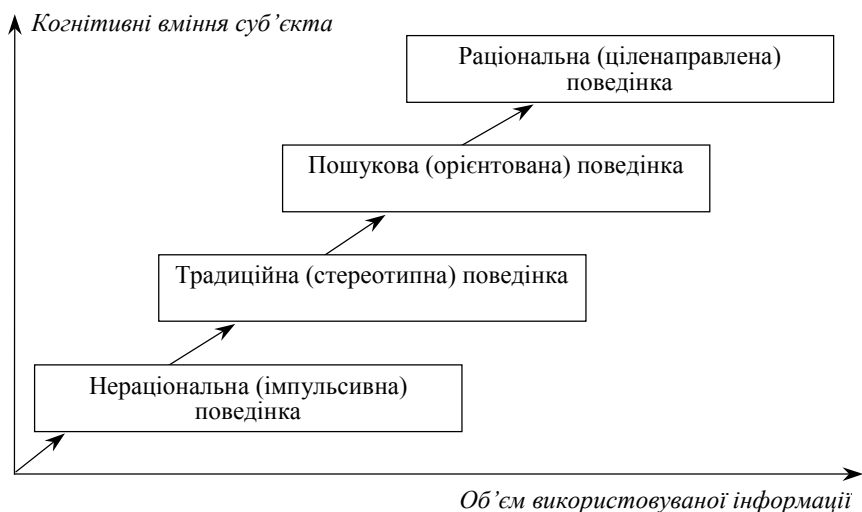 Когнітивні вміння суб’єкта
Раціональна (ціленаправлена)
поведінка
Пошукова (орієнтована) поведінка
Традиційна (стереотипна) поведінка
Нераціональна (імпульсивна)
поведінка
Об’єм використовуваної інформації